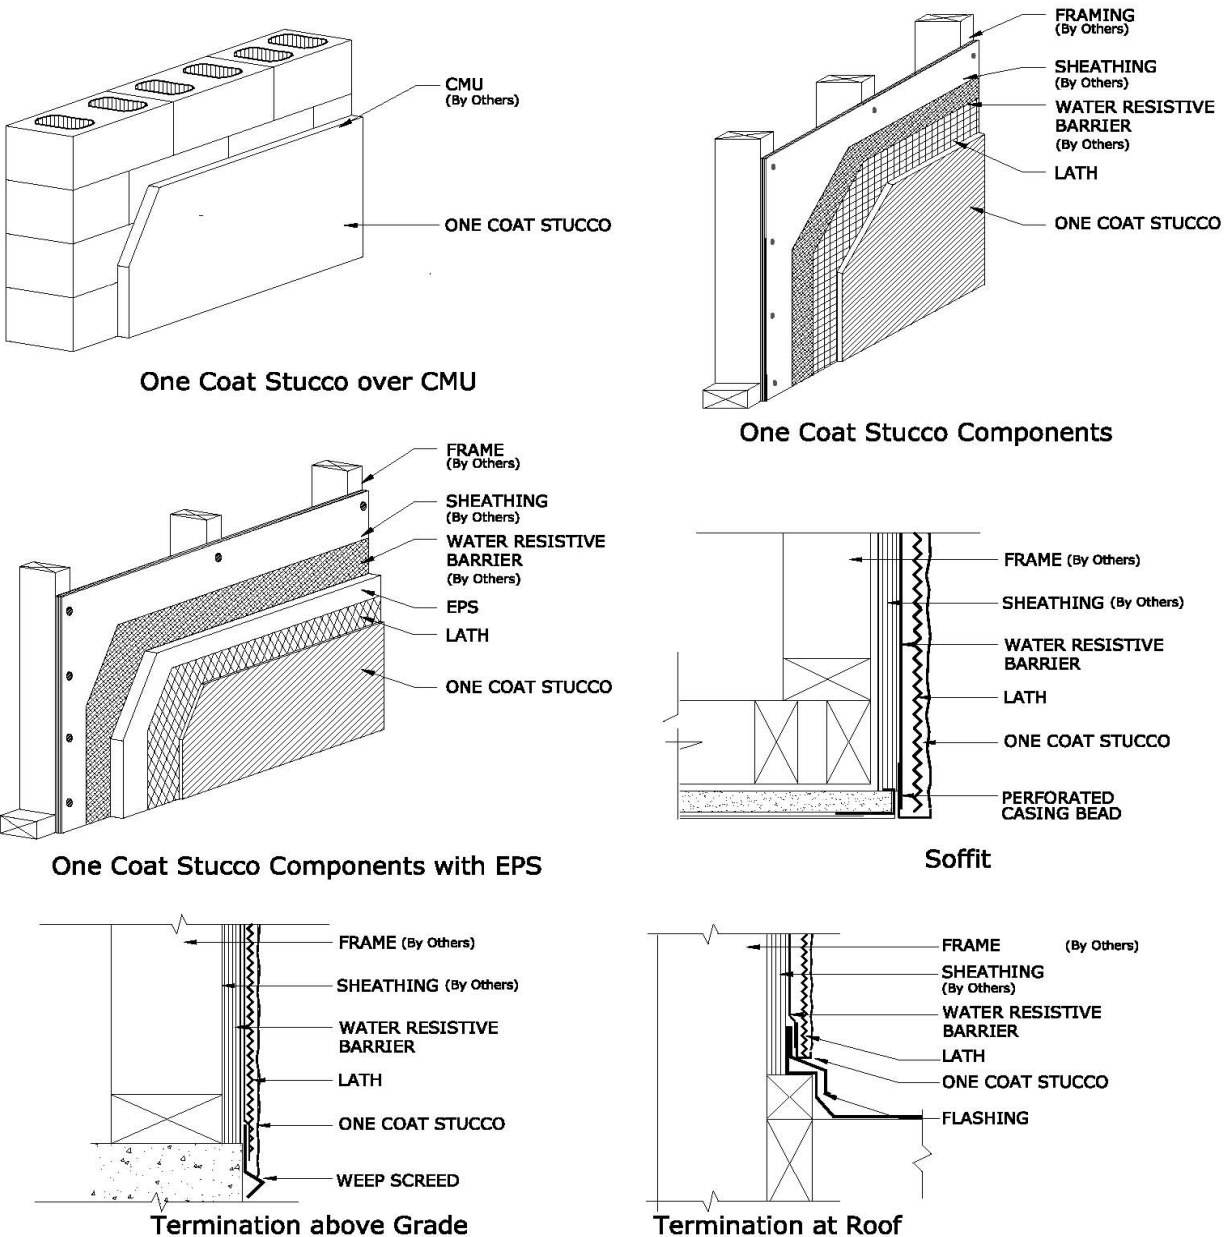 CMU
(By Others)
ONE COAT STUCCO
One Coat Stucco over CMU
FRAMING
(By Others)
SHEATHING
(By Others)
WATER RESISTIVE
BARRIER
(By Others)
LATH
ONE COAT STUCCO
One Coat Stucco Components
FRAME
(By Others)
SHEATHING
(By Others)
WATER RESISTIVE
BARRIER
(By Others)
EPS
LATH
ONE COAT STUCCO
One Coat Stucco Components with EPS
FRAME (By Others)
SHEATHING (By Others)
WATER RESISTIVE
BARRIER
LATH
ONE COAT STUCCO
PERFORATED
CASING BEAD
Soffit
FRAME (By Others)
SHEATHING (By Others)
WATER RESISTIVE
BARRIER
LATH
ONE COAT STUCCO
WEEP SCREED
Termination above Grade
FRAME (By Others)
SHEATHING
(By Others)
WATER RESISTIVE
BARRIER
LATH
ONE COAT STUCCO
FLASHING
Termination at Roof